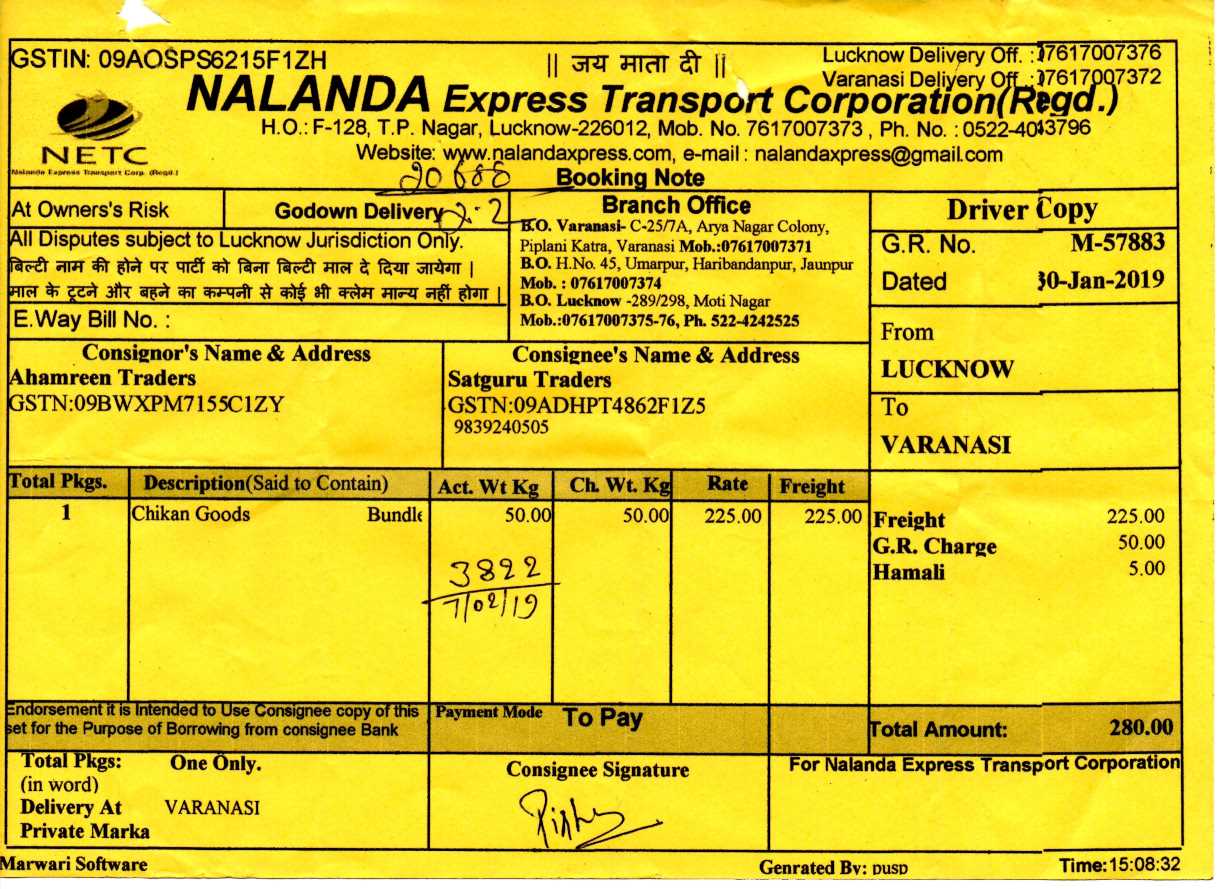 GSTIN: 09AOSPS6215F1ZH
|| जय माता दी ||
Lucknow Delivery Off. :07617007376
Varanasi Delivery Off. :07617007372
NALANDA Express Transport Corporation(Regd.)
H.O.: F-128, T.P. Nagar, Lucknow-226012, Mob. No. 7617007373 , Ph. No. : 0522-4043796
NETC
Website: www.nalandaxpress.com, e-mail : nalandaxpress@gmail.com
Nalanda Express Transport Corp. (Regd.)
Booking Note
At Owners's Risk
Godown Delivery
All Disputes subject to Lucknow Jurisdiction Only.
बिल्टी नाम की होने पर पार्टी को बिना बिल्टी माल दे दिया जायेगा |
माल के टूटने और बहने का कम्पनी से कोई भी क्लेम मान्य नहीं होगा |
E.Way Bill No. :
Branch Office
B.O. Varanasi- C-25/7A, Arya Nagar Colony,
Piplani Katra, Varanasi Mob.:07617007371
B.O. H.No. 45, Umarpur, Haribandanpur, Jaunpur
Mob. : 07617007374
B.O. Lucknow -289/298, Moti Nagar
Mob.:07617007375-76, Ph. 522-4242525
Driver Copy
G.R. No. M-57883
Dated 30-Jan-2019
From
LUCKNOW
To
VARANASI
Consignor's Name & Address
Ahamreen Traders
GSTN:09BWXPM7155C1ZY
Consignee's Name & Address
Satguru Traders
GSTN:09ADHPT4862F1Z5
9839240505
Total Pkgs. Description(Said to Contain) Act. Wt Kg Ch. Wt. Kg Rate Freight
1 Chikan Goods Bundle 50.00 50.00 225.00 225.00
3822
7/02/19
Freight 225.00
G.R. Charge 50.00
Hamali 5.00
Endorsement it is Intended to Use Consignee copy of this
set for the Purpose of Borrowing from consignee Bank
Payment Mode To Pay
Total Amount: 280.00
Total Pkgs: One Only.
(in word)
Delivery At VARANASI
Private Marka
Consignee Signature
For Nalanda Express Transport Corporation
Marwari Software
Genrated By: pusp
Time:15:08:32